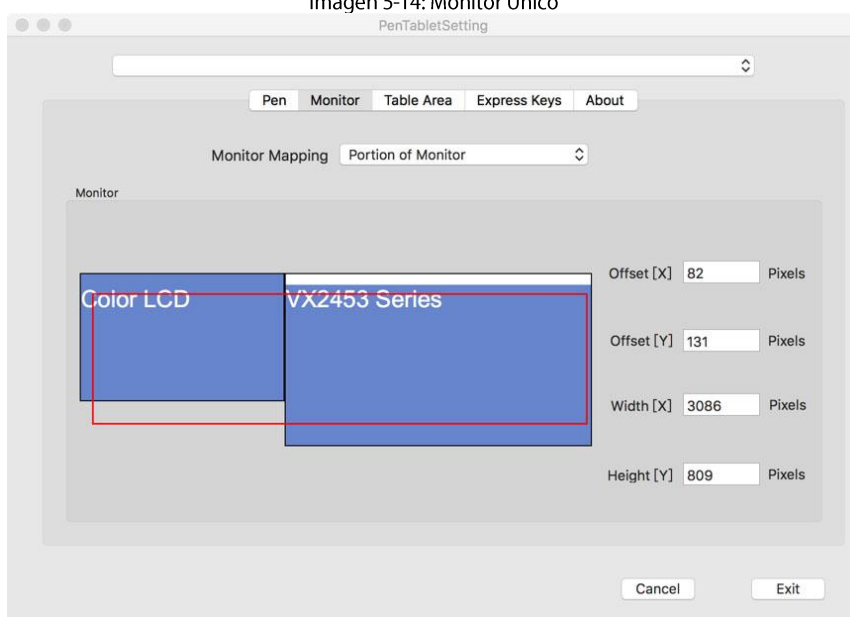 Imagen 5-14: Monitor Único
PenTabletSetting
Pen Monitor Table Area Express Keys About
Monitor Mapping Portion of Monitor
Monitor
Offset [X] 82 Pixels
Color LCD VX2453 Series
Offset [Y] 131 Pixels
Width [X] 3086 Pixels
Height [Y] 809 Pixels
Cancel Exit